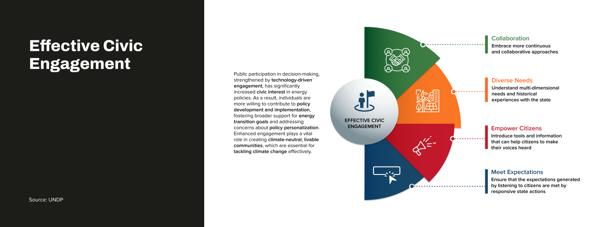 Effective Civic
Engagement
Source: UNDP
Public participation in decision-making,
strengthened by technology-driven
engagement, has significantly
increased civic interest in energy
policies. As a result, individuals are
more willing to contribute to policy
development and implementation,
fostering broader support for energy
transition goals and addressing
concerns about policy personalization.
Enhanced engagement plays a vital
role in creating climate-neutral, livable
communities, which are essential for
tackling climate change effectively.
EFFECTIVE CIVIC
ENGAGEMENT
Collaboration
Embrace more continuous
and collaborative approaches
Diverse Needs
Understand multi-dimensional
needs and historical
experiences with the state
Empower Citizens
Introduce tools and information
that can help citizens to make
their voices heard
Meet Expectations
Ensure that the expectations generated
by listening to citizens are met by
responsive state actions